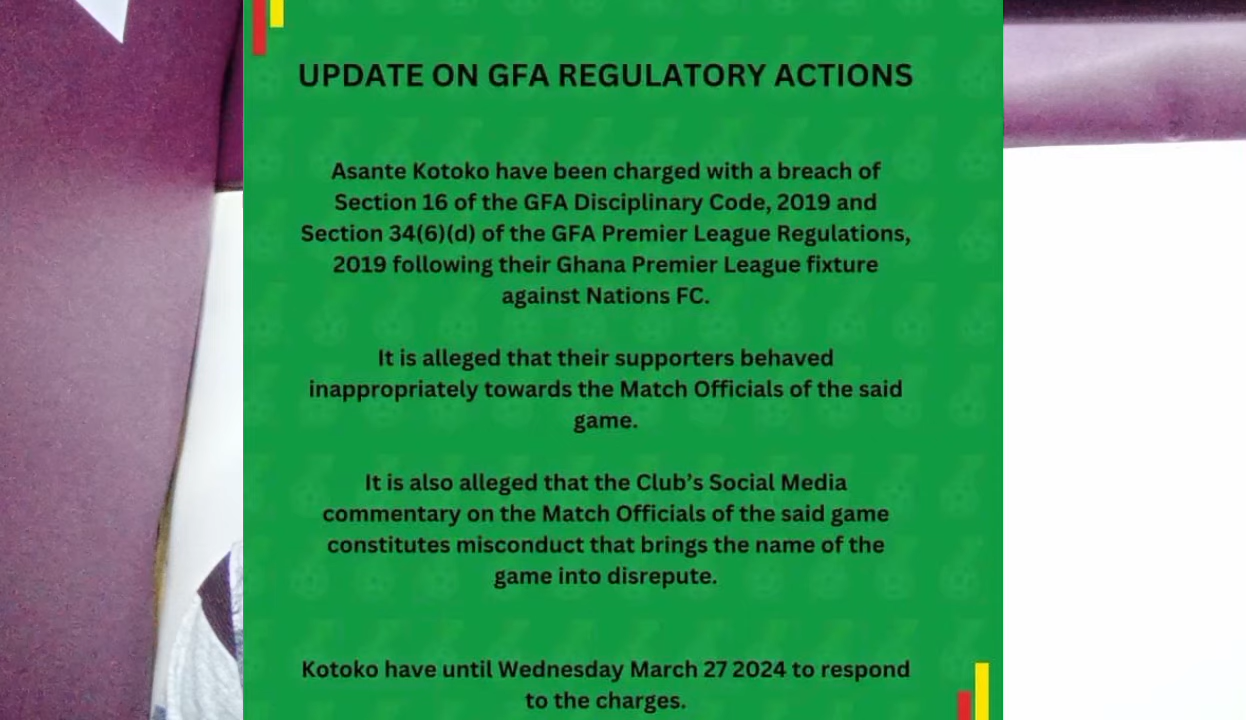 UPDATE ON GFA REGULATORY ACTIONS
Asante Kotoko have been charged with a breach of
Section 16 of the GFA Disciplinary Code, 2019 and
Section 34(6)(d) of the GFA Premier League Regulations,
2019 following their Ghana Premier League fixture
against Nations FC.
It is alleged that their supporters behaved
inappropriately towards the Match Officials of the said
game.
It is also alleged that the Club's Social Media
commentary on the Match Officials of the said game
constitutes misconduct that brings the name of the
game into disrepute.
Kotoko have until Wednesday March 27 2024 to respond
to the charges.